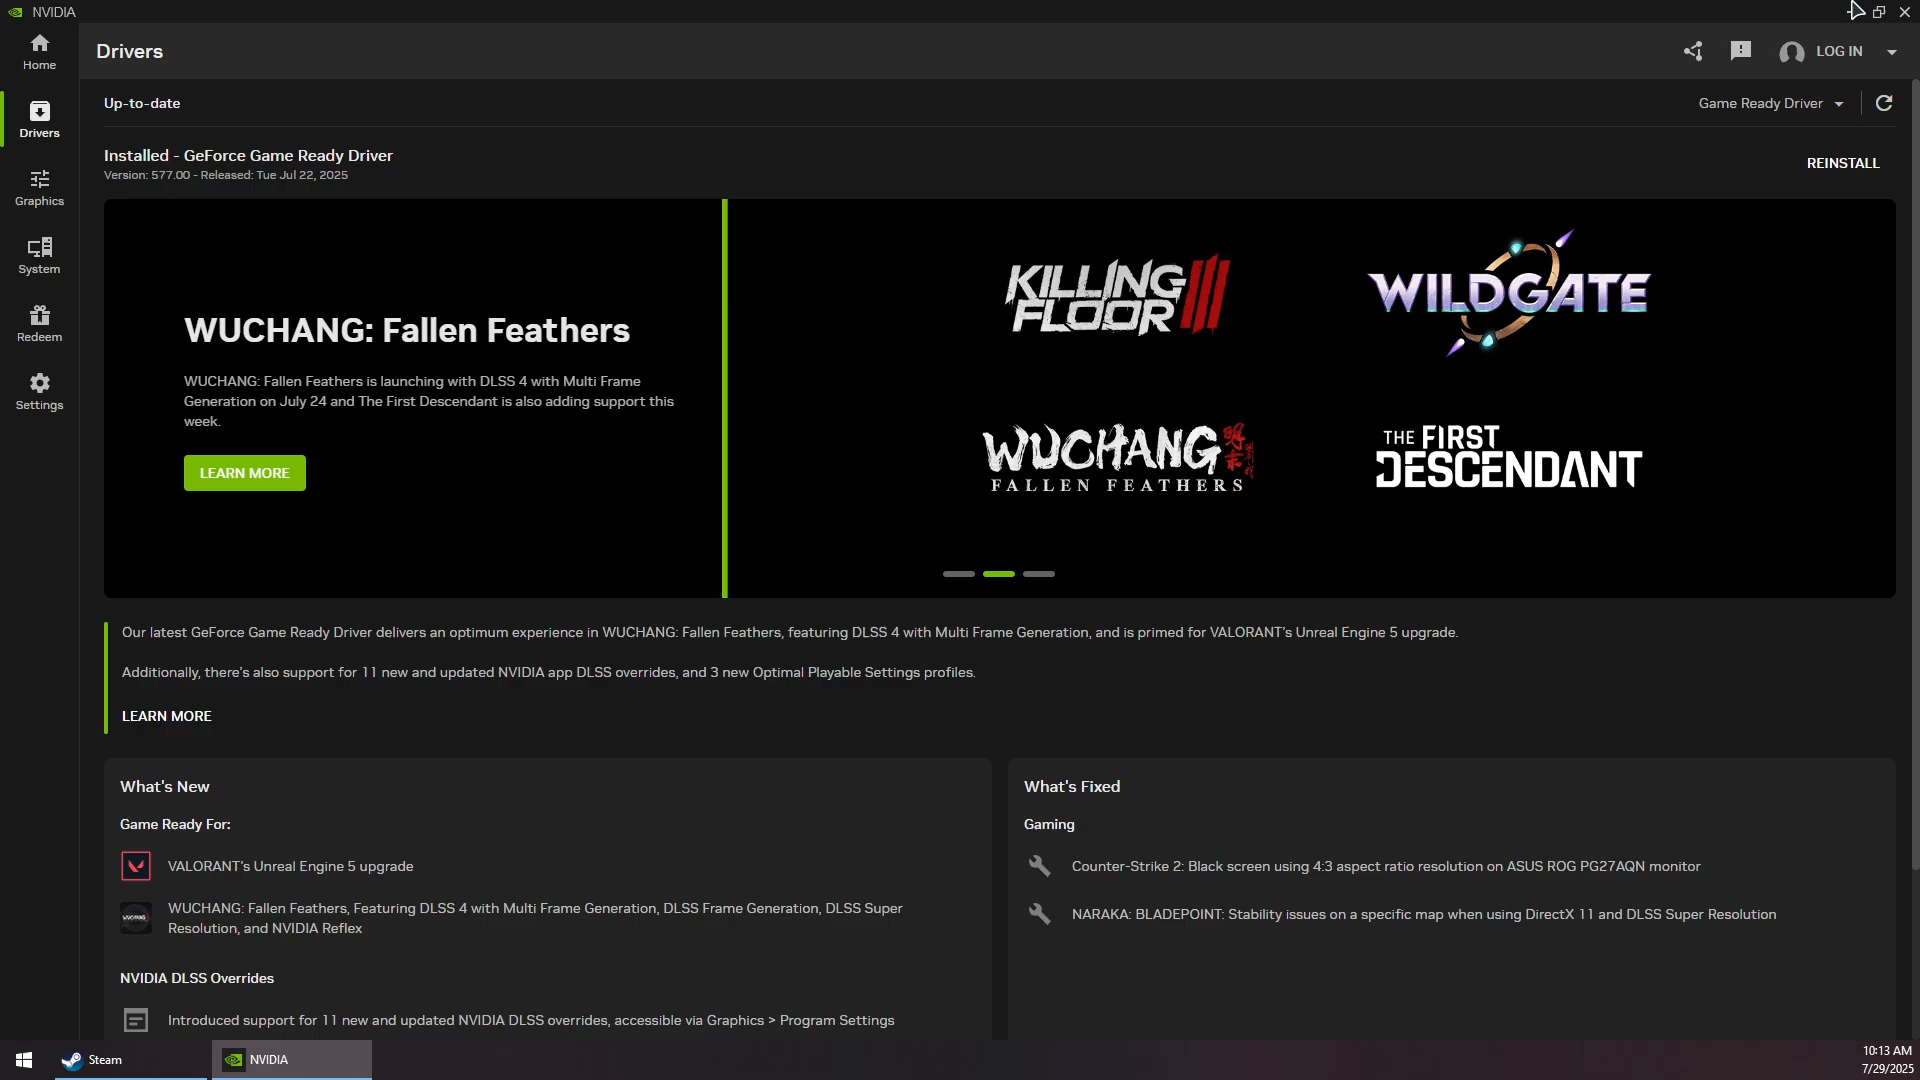 NVIDIA
Home
Drivers
Graphics
System
Redeem
Settings
Drivers
LOG IN
Up-to-date
Game Ready Driver
Installed - GeForce Game Ready Driver
Version: 577.00 - Released: Tue Jul 22, 2025
REINSTALL
WUCHANG: Fallen Feathers
WUCHANG: Fallen Feathers is launching with DLSS 4 with Multi Frame
Generation on July 24 and The First Descendant is also adding support this
week.
LEARN MORE
KILLING
FLOOR III
WILDGATE
WUCHANG
FALLEN FEATHERS
THE FIRST
DESCENDANT
Our latest GeForce Game Ready Driver delivers an optimum experience in WUCHANG: Fallen Feathers, featuring DLSS 4 with Multi Frame Generation, and is primed for VALORANT's Unreal Engine 5 upgrade.
Additionally, there's also support for 11 new and updated NVIDIA app DLSS overrides, and 3 new Optimal Playable Settings profiles.
LEARN MORE
What's New
Game Ready For:
VALORANT's Unreal Engine 5 upgrade
WUCHANG
WUCHANG: Fallen Feathers, Featuring DLSS 4 with Multi Frame Generation, DLSS Frame Generation, DLSS Super
Resolution, and NVIDIA Reflex
NVIDIA DLSS Overrides
Introduced support for 11 new and updated NVIDIA DLSS overrides, accessible via Graphics > Program Settings
What's Fixed
Gaming
Counter-Strike 2: Black screen using 4:3 aspect ratio resolution on ASUS ROG PG27AQN monitor
NARAKA: BLADEPOINT: Stability issues on a specific map when using DirectX 11 and DLSS Super Resolution
Steam
NVIDIA
10:13 AM
7/29/2025